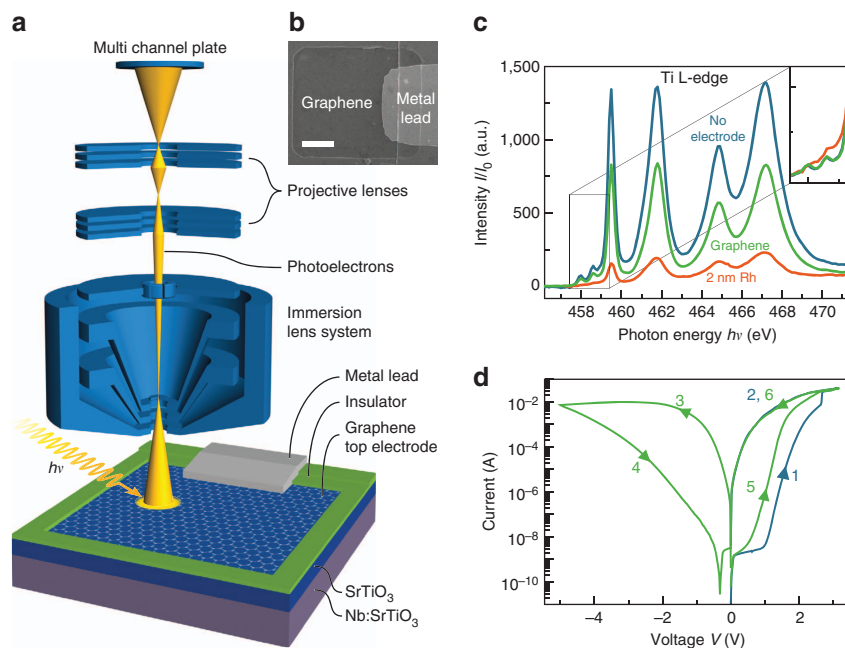 a
Multi channel plate
Projective lenses
Photoelectrons
Immersion
lens system
Metal lead
Insulator
Graphene
top electrode
hν
SrTiO3
Nb:SrTiO3
b
Graphene
Metal
lead
c
Ti L-edge
No
electrode
Graphene
2 nm Rh
Intensity I/I0 (a.u.)
1,500
1,000
500
0
458 460 462 464 466 468 470
Photon energy hν (eV)
d
Current (A)
10−2
10−4
10−6
10−8
10−10
3
2, 6
4
5
1
−4 −2 0 2
Voltage V (V)